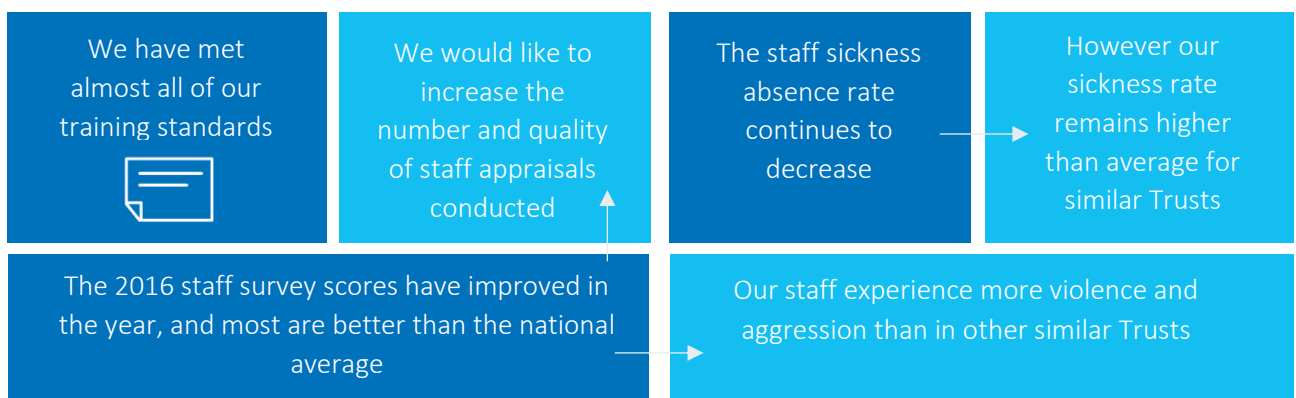 We have met
almost all of our
training standards
We would like to
increase the
number and quality
of staff appraisals
conducted
The staff sickness
absence rate
continues to
decrease
However our
sickness rate
remains higher
than average for
similar Trusts
The 2016 staff survey scores have improved in
the year, and most are better than the national
average
Our staff experience more violence and
aggression than in other similar Trusts